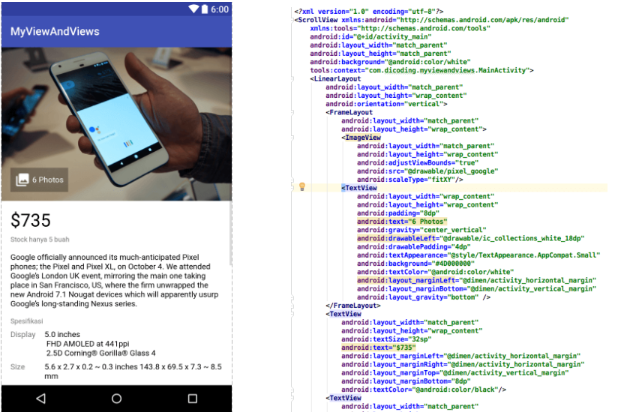 6:00
MyViewAndViews
6 Photos
$735
Stock hanya 5 buah
Google officially announced its much-anticipated Pixel
phones; the Pixel and Pixel XL, on October 4. We attended
Google's London UK event, mirroring the main one taking
place in San Francisco, US, where the firm unwrapped the
new Android 7.1 Nougat devices which will apparently usurp
Google's long-standing Nexus series.
Spesifikasi
Display 5.0 inches
FHD AMOLED at 441ppi
2.5D Corning® Gorilla® Glass 4
Size 5.6 x 2.7 x 0.2 ~ 0.3 inches 143.8 x 69.5 x 7.3 ~ 8.5
mm
<?xml version="1.0" encoding="utf-8"?>
<ScrollView xmlns:android="http://schemas.android.com/apk/res/android"
xmlns:tools="http://schemas.android.com/tools"
android:id="@+id/activity_main"
android:layout_width="match_parent"
android:layout_height="match_parent"
android:background="@android:color/white"
tools:context="com.dicoding.myviewandviews.MainActivity">
<LinearLayout
android:layout_width="match_parent"
android:layout_height="wrap_content"
android:orientation="vertical">
<FrameLayout
android:layout_width="match_parent"
android:layout_height="wrap_content">
<ImageView
android:layout_width="match_parent"
android:layout_height="wrap_content"
android:adjustViewBounds="true"
android:src="@drawable/pixel_google"
android:scaleType="fitXY"/>
<TextView
android:layout_width="wrap_content"
android:layout_height="wrap_content"
android:padding="8dp"
android:text="6 Photos"
android:gravity="center_vertical"
android:drawableLeft="@drawable/ic_collections_white_18dp"
android:drawablePadding="4dp"
android:textAppearance="@style/TextAppearance.AppCompat.Small"
android:background="#4D000000"
android:textColor="@android:color/white"
android:layout_marginLeft="@dimen/activity_horizontal_margin"
android:layout_marginBottom="@dimen/activity_vertical_margin"
android:layout_gravity="bottom" />
</FrameLayout>
<TextView
android:layout_width="match_parent"
android:layout_height="wrap_content"
android:textSize="32sp"
android:text="$735"
android:layout_marginLeft="@dimen/activity_horizontal_margin"
android:layout_marginRight="@dimen/activity_horizontal_margin"
android:layout_marginTop="@dimen/activity_vertical_margin"
android:layout_marginBottom="8dp"
android:textColor="@android:color/black"/>
<TextView
android:layout_width="match_parent"